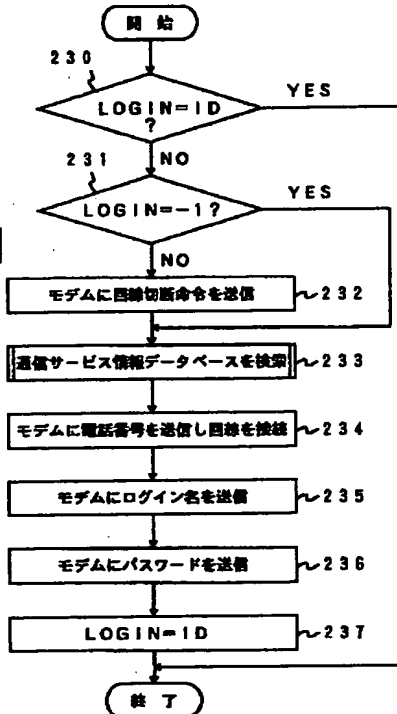 開始
230
LOGIN=ID
?
YES
NO
231
LOGIN=-1?
YES
NO
モデムに回線切断命令を送信
232
通信サービス情報データベースを検索
233
モデムに電話番号を送信し回線を接続
234
モデムにログイン名を送信
235
モデムにパスワードを送信
236
LOGIN=ID
237
終了